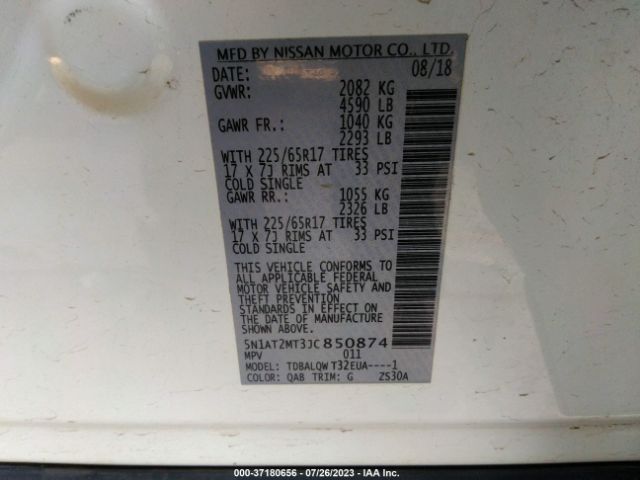 MFD BY NISSAN MOTOR CO., LTD.
DATE: 08/18
GVWR: 2082 KG
4590 LB
GAWR FR.: 1040 KG
2293 LB
WITH 225/65R17 TIRES
17 X 7J RIMS AT 33 PSI
COLD SINGLE
GAWR RR.: 1055 KG
2326 LB
WITH 225/65R17 TIRES
17 X 7J RIMS AT 33 PSI
COLD SINGLE
THIS VEHICLE CONFORMS TO
ALL APPLICABLE FEDERAL
MOTOR VEHICLE SAFETY AND
THEFT PREVENTION
STANDARDS IN EFFECT ON
THE DATE OF MANUFACTURE
SHOWN ABOVE.
5N1AT2MT3JC850874
MPV 011
MODEL: TDBALQW T32EUA----1
COLOR: QAB TRIM: G ZS30A
000-37180656 - 07/26/2023 - IAA Inc.